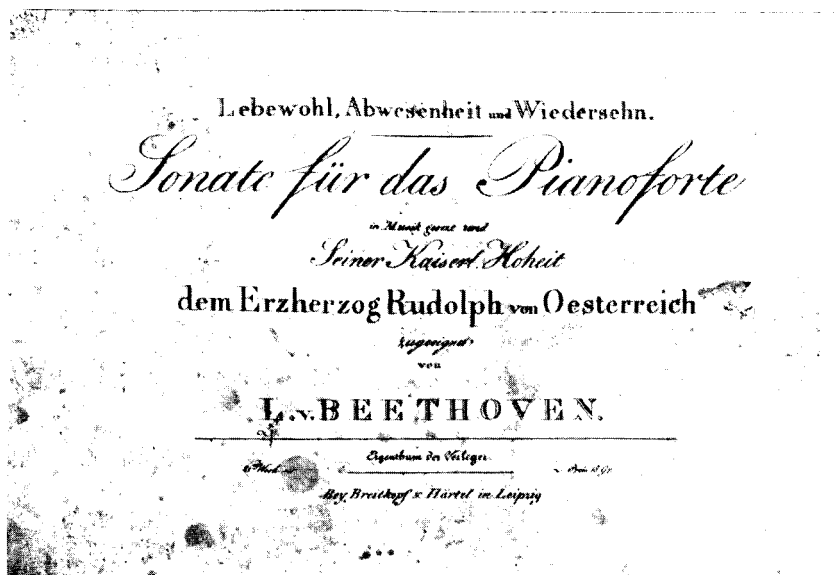 Lebewohl, Abwesenheit und Wiedersehn.
Sonate für das Pianoforte
in Musik und
Seiner Kaiserl. Hoheit
dem Erzherzog Rudolph von Oesterreich
zugeeignet
von
L. v. BEETHOVEN.
Eigenthum der Verleger
Bey Breitkopf & Härtel in Leipzig